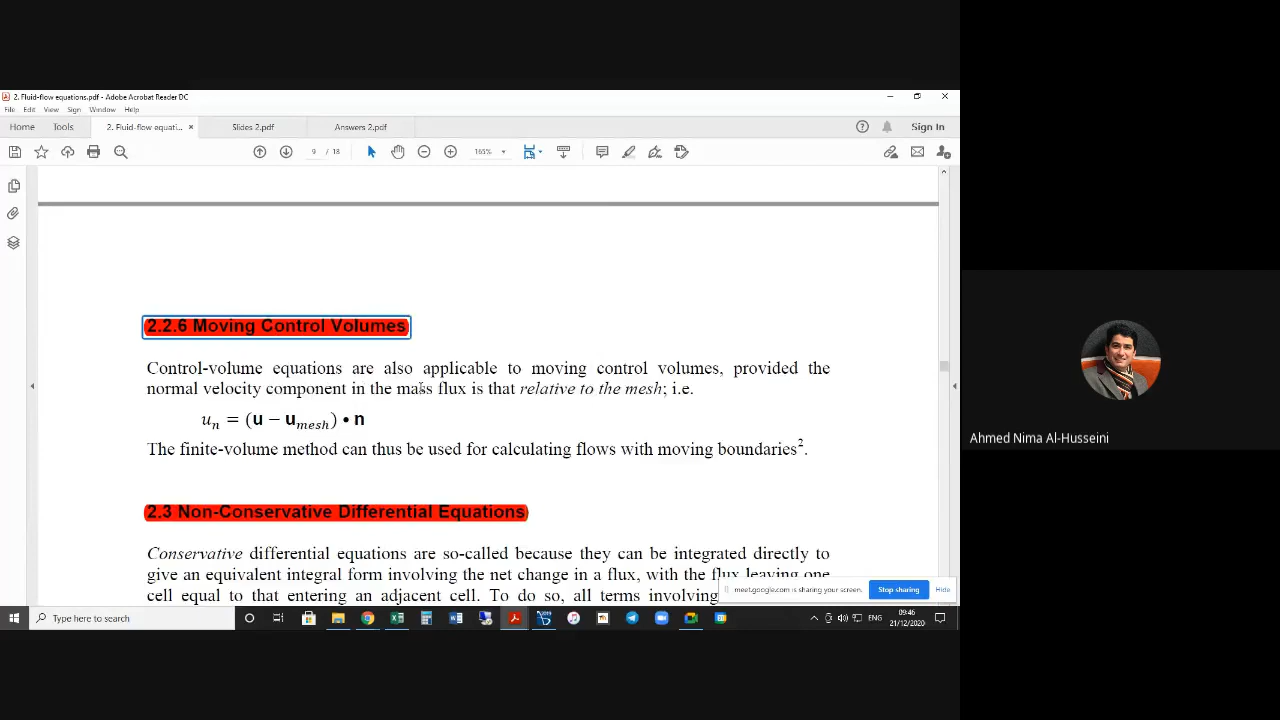 2. Fluid-flow equations.pdf - Adobe Acrobat Reader DC
File Edit View Sign Window Help
Home Tools 2. Fluid-flow equati... × Slides 2.pdf Answers 2.pdf Sign In
9 / 18 165%
2.2.6 Moving Control Volumes
Control-volume equations are also applicable to moving control volumes, provided the
normal velocity component in the mass flux is that relative to the mesh; i.e.
uₙ = (u − u_mesh) • n
The finite-volume method can thus be used for calculating flows with moving boundaries².
2.3 Non-Conservative Differential Equations
Conservative differential equations are so-called because they can be integrated directly to
give an equivalent integral form involving the net change in a flux, with the flux leaving one
cell equal to that entering an adjacent cell. To do so, all terms involving
meet.google.com is sharing your screen. Stop sharing Hide
Type here to search
ENG 09:46
21/12/2020
Ahmed Nima Al-Husseini